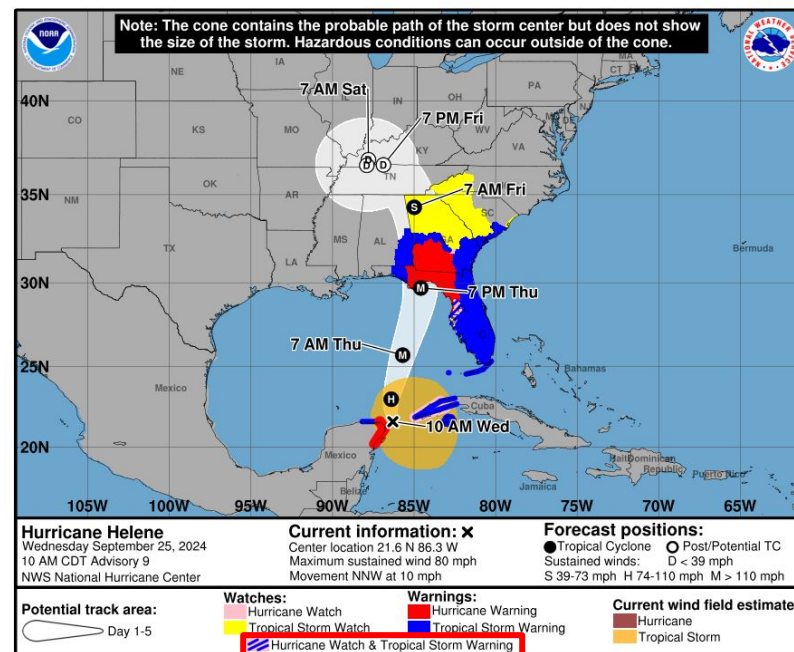 Note: The cone contains the probable path of the storm center but does not show
the size of the storm. Hazardous conditions can occur outside of the cone.
NOAA
NATIONAL WEATHER SERVICE
MA
CT
RI
NE
IA
PA
NJ
7 AM Sat
IL
IN
OH
40N
7 PM Fri
CO
KS
MO
KY
WV
VA
35N
OK
AR
TN
7 AM Fri
NM
SC
MS
AL
GA
TX
LA
Bermuda
30N
7 PM Thu
7 AM Thu
25N
Mexico
Bahamas
Cuba
10 AM Wed
20N
Mexico
Belize
Jamaica
Haiti
Dominican
Republic
Puerto Rico
105W
100W
95W
90W
85W
80W
75W
70W
65W
D
D
S
M
M
H
Hurricane Helene
Wednesday September 25, 2024
10 AM CDT Advisory 9
NWS National Hurricane Center
Current information: ×
Center location 21.6 N 86.3 W
Maximum sustained wind 80 mph
Movement NNW at 10 mph
Forecast positions:
Tropical Cyclone Post/Potential TC
Sustained winds: D < 39 mph
S 39-73 mph H 74-110 mph M > 110 mph
Potential track area:
Day 1-5
Watches:
Hurricane Watch
Tropical Storm Watch
Warnings:
Hurricane Warning
Tropical Storm Warning
Hurricane Watch & Tropical Storm Warning
Current wind field estimate
Hurricane
Tropical Storm